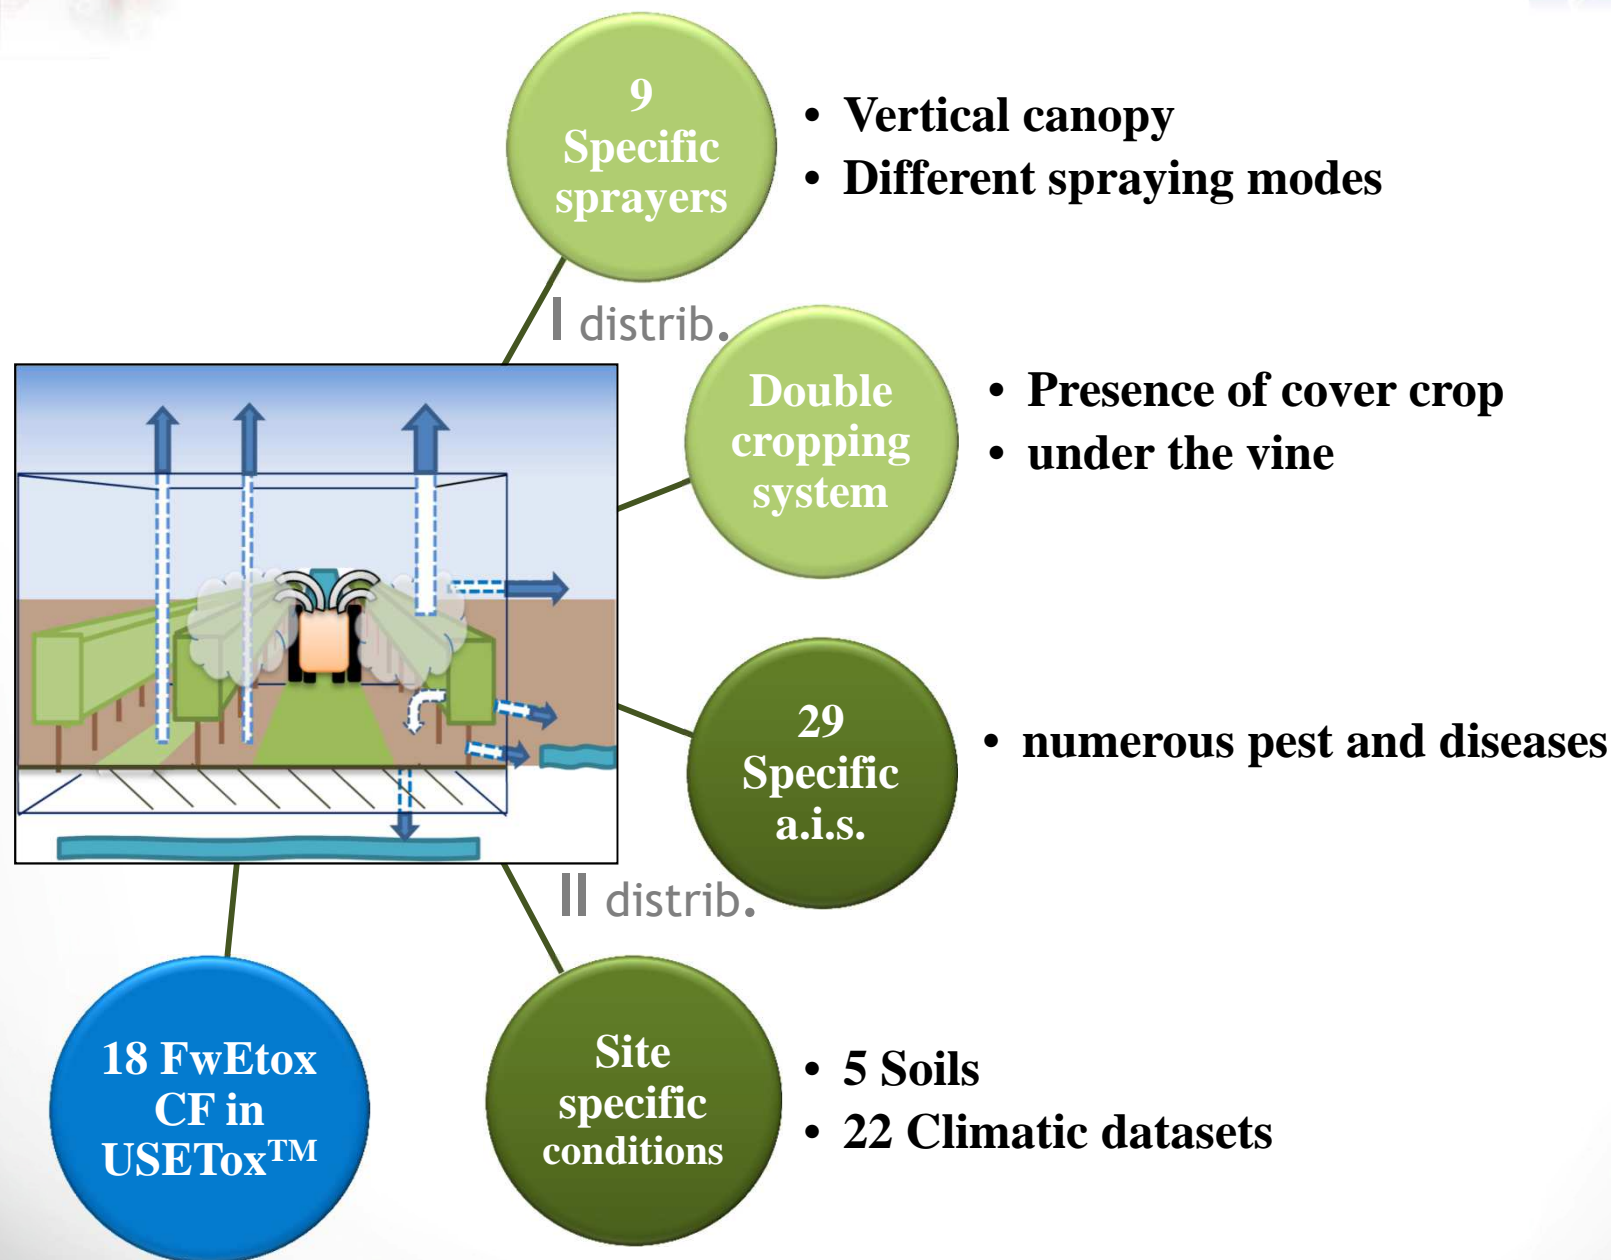 9
Specific
sprayers
• Vertical canopy
• Different spraying modes
I distrib.
Double
cropping
system
• Presence of cover crop
• under the vine
29
Specific
a.i.s.
• numerous pest and diseases
II distrib.
18 FwEtox
CF in
USETox™
Site
specific
conditions
• 5 Soils
• 22 Climatic datasets